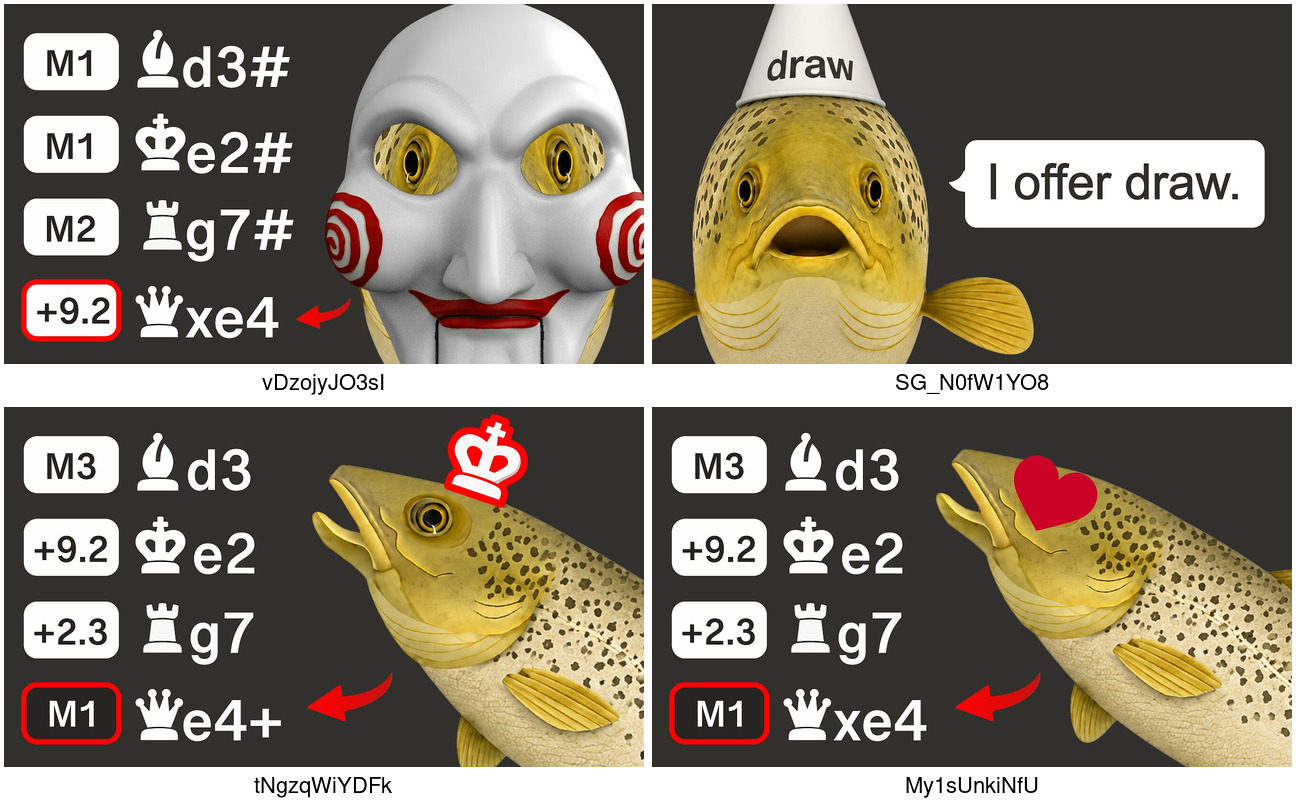 M1 ♝d3#
M1 ♚e2#
M2 ♜g7#
+9.2 ♛xe4
vDzojyJO3sI
draw
I offer draw.
SG_N0fW1YO8
M3 ♝d3
+9.2 ♚e2
+2.3 ♜g7
M1 ♛e4+
tNgzqWiYDFk
M3 ♝d3
+9.2 ♚e2
+2.3 ♜g7
M1 ♛xe4
My1sUnkiNfU